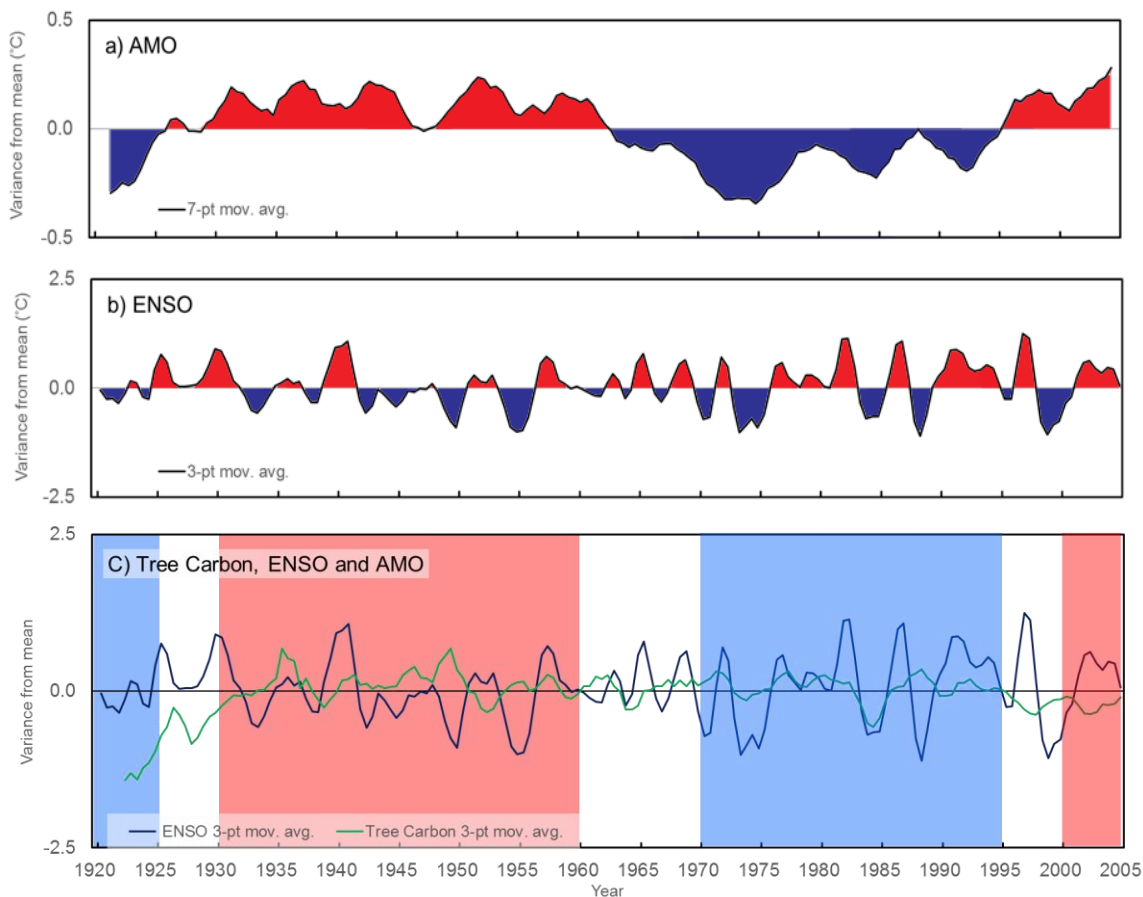 0.5
a) AMO
Variance from mean (°C)
0.0
7-pt mov. avg.
-0.5
2.5
b) ENSO
Variance from mean (°C)
0.0
3-pt mov. avg.
-2.5
2.5
C) Tree Carbon, ENSO and AMO
Variance from mean
0.0
ENSO 3-pt mov. avg. Tree Carbon 3-pt mov. avg.
-2.5
1920 1925 1930 1935 1940 1945 1950 1955 1960 1965 1970 1975 1980 1985 1990 1995 2000 2005
Year